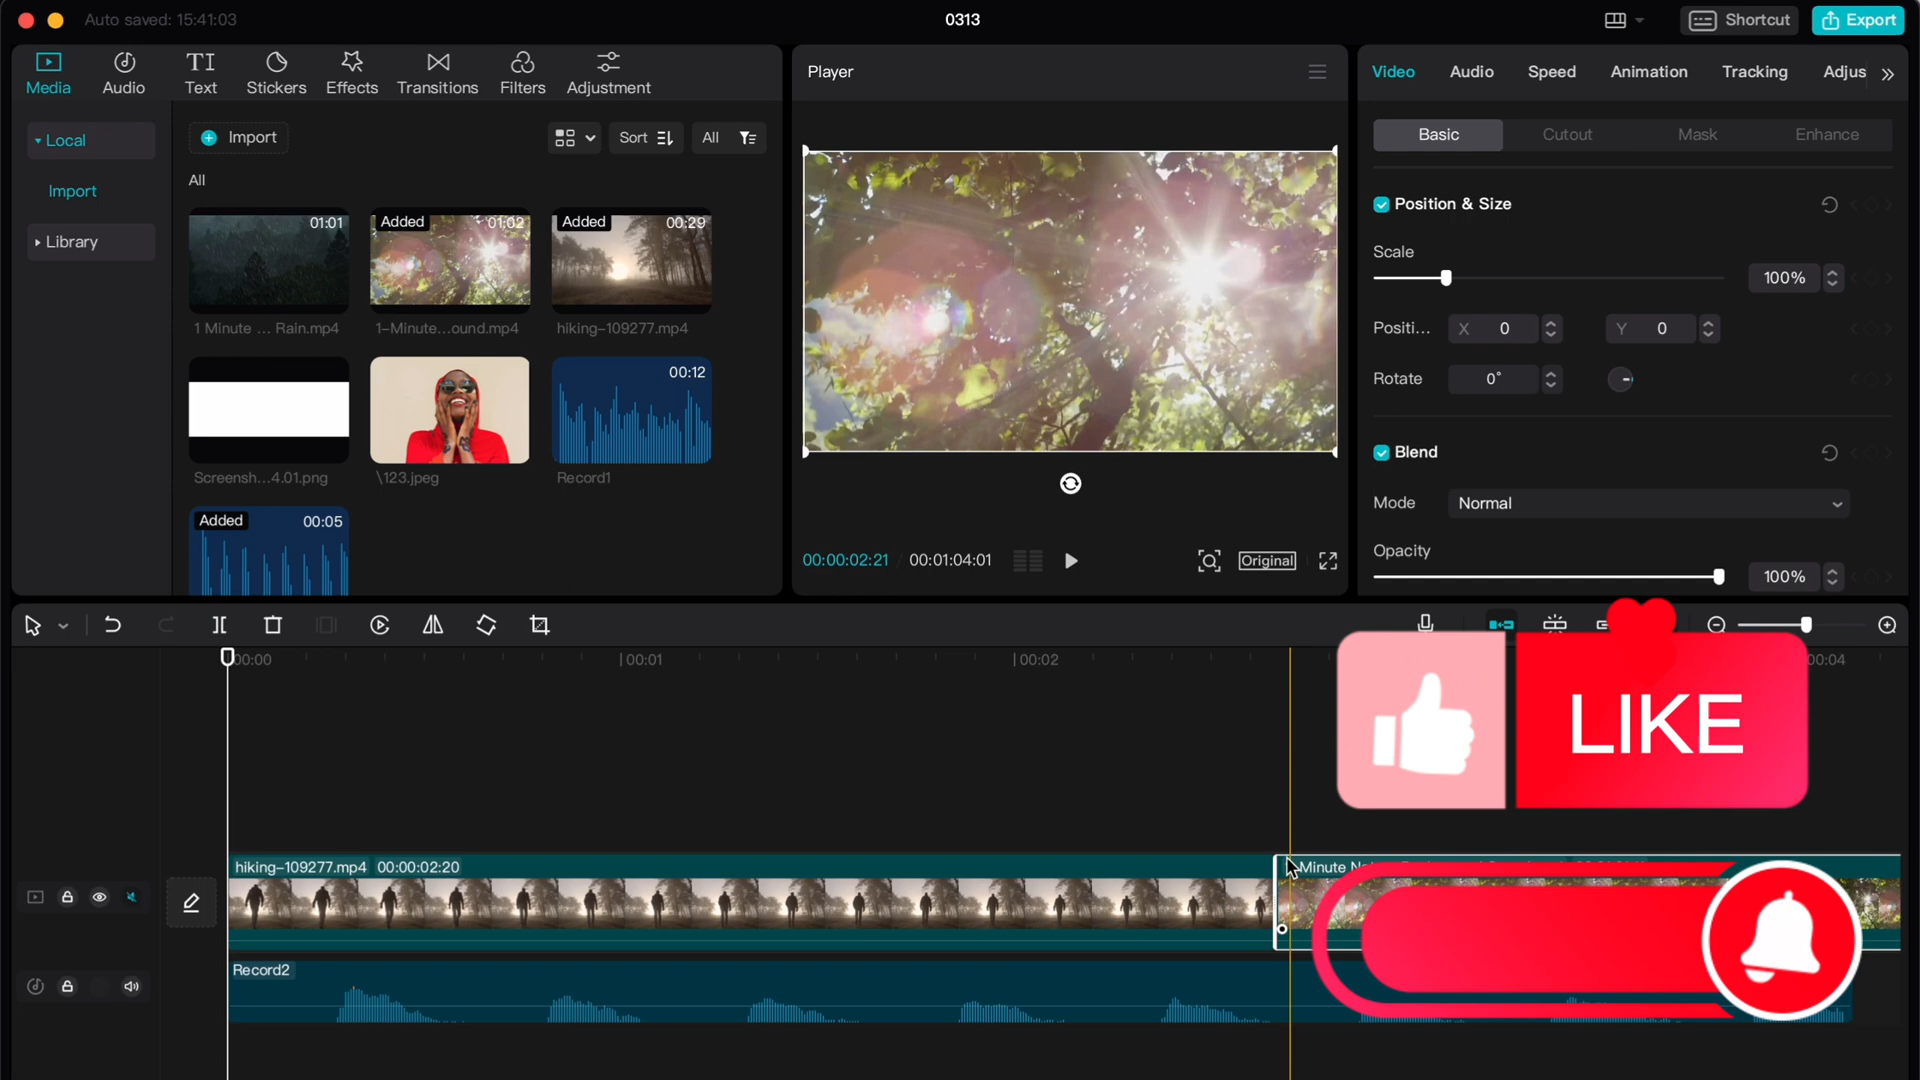 Auto saved: 15:41:03
0313
Shortcut
Export
Media
Audio
Text
Stickers
Effects
Transitions
Filters
Adjustment
Local
Import
Library
Import
Sort
All
All
01:01
1 Minute ... Rain.mp4
Added
01:02
1-Minute...ound.mp4
Added
00:29
hiking-109277.mp4
Screensh...4.01.png
\123.jpeg
00:12
Record1
Added
00:05
Player
00:00:02:21 / 00:01:04:01
Original
Video
Audio
Speed
Animation
Tracking
Adjus
Basic
Cutout
Mask
Enhance
Position & Size
Scale
100%
Positi...
X 0
Y 0
Rotate
0°
Blend
Mode
Normal
Opacity
100%
00:00
00:01
00:02
00:04
LIKE
hiking-109277.mp4 00:00:02:20
Minute
Record2